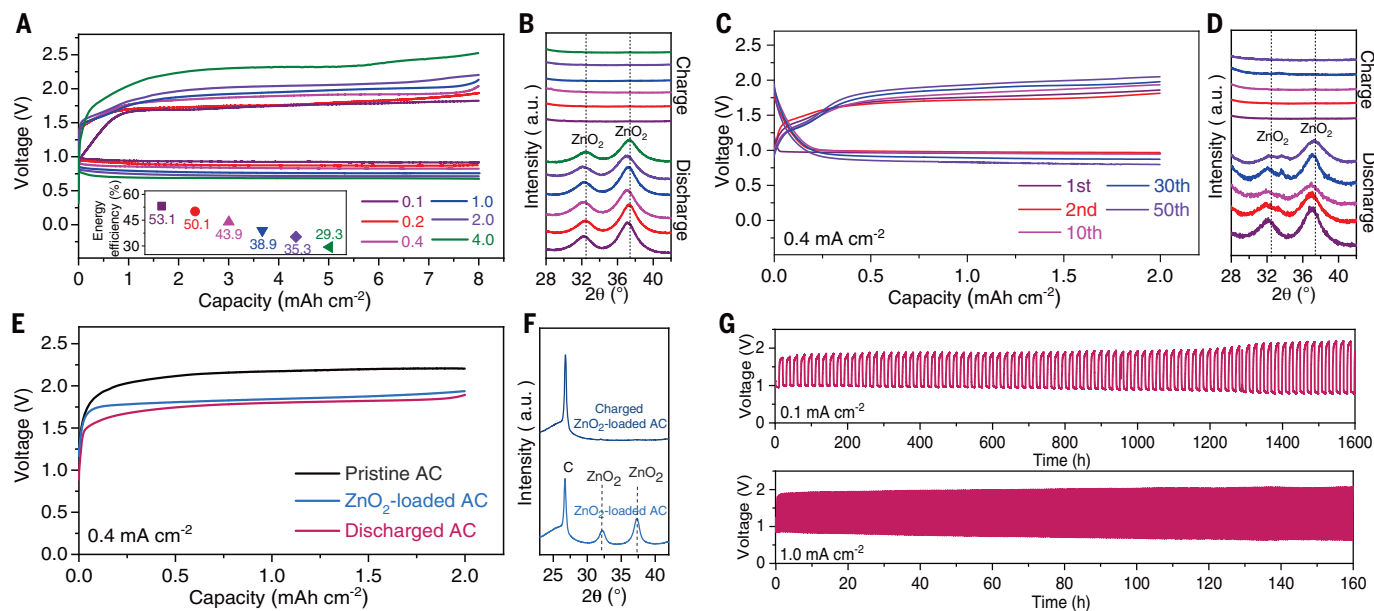 A
Voltage (V)
2.5
2.0
1.5
1.0
0.5
0.0
Energy
efficiency (%)
60
45
30
53.1
50.1
43.9
38.9
35.3
29.3
0.1
0.2
0.4
1.0
2.0
4.0
0
1
2
3
4
5
6
7
8
Capacity (mAh cm⁻²)
B
Intensity ( a.u.)
ZnO₂
ZnO₂
Charge
Discharge
28
32
36
40
2θ (°)
C
Voltage (V)
2.5
2.0
1.5
1.0
0.5
0.0
1st
2nd
10th
30th
50th
0.4 mA cm⁻²
0.0
0.5
1.0
1.5
2.0
Capacity (mAh cm⁻²)
D
Intensity ( a.u.)
ZnO₂
ZnO₂
Charge
Discharge
28
32
36
40
2θ (°)
E
Voltage (V)
2.5
2.0
1.5
1.0
0.5
0.0
Pristine AC
ZnO₂-loaded AC
Discharged AC
0.4 mA cm⁻²
0.0
0.5
1.0
1.5
2.0
Capacity (mAh cm⁻²)
F
Intensity ( a.u.)
Charged
ZnO₂-loaded AC
C
ZnO₂
ZnO₂
ZnO₂-loaded AC
25
30
35
40
2θ (°)
G
Voltage (V)
2
1
0
0.1 mA cm⁻²
0
200
400
600
800
1000
1200
1400
1600
Time (h)
Voltage (V)
2
1
0
1.0 mA cm⁻²
0
20
40
60
80
100
120
140
160
Time (h)